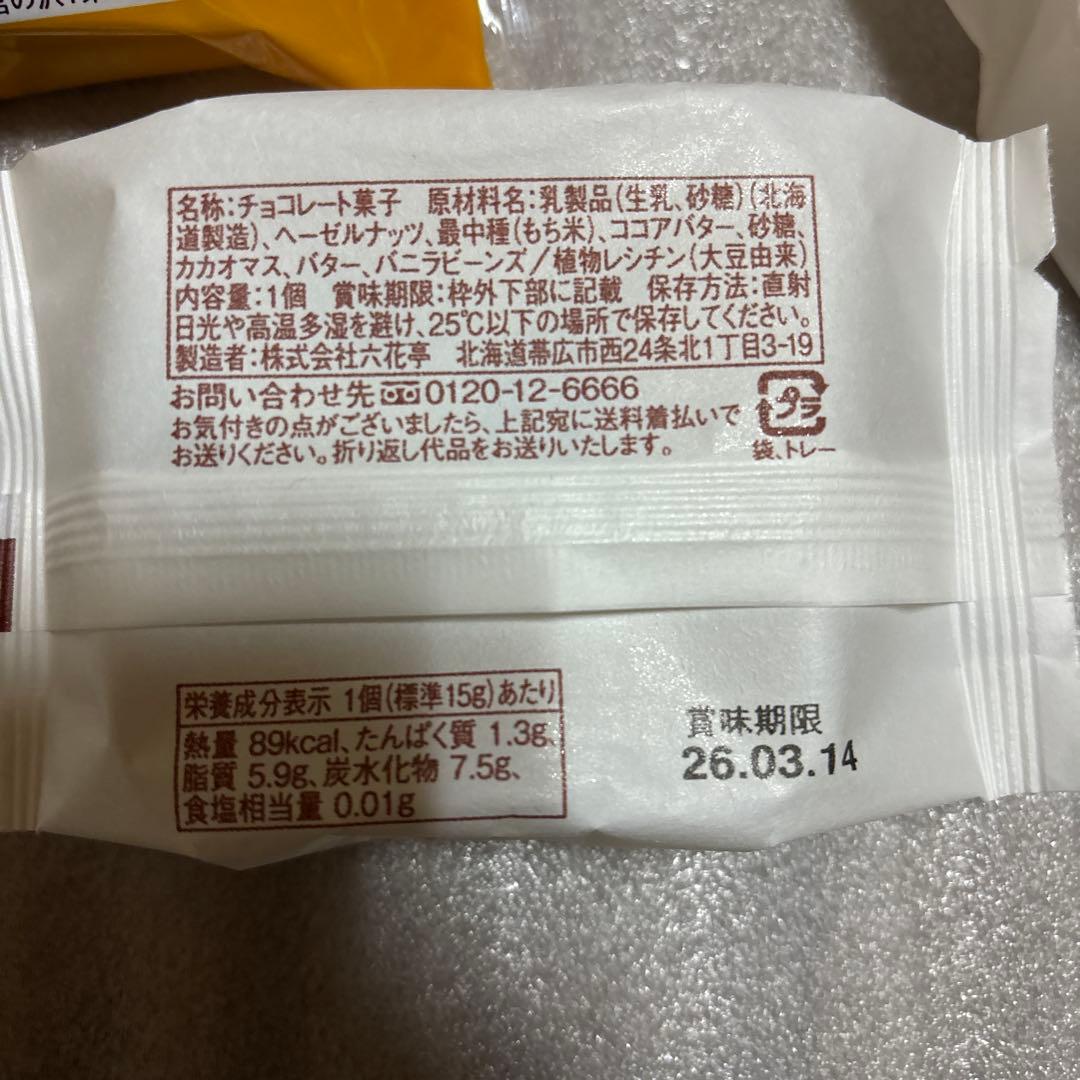 名称:チョコレート菓子 原材料名:乳製品(生乳、砂糖)(北海
道製造)、ヘーゼルナッツ、最中種(もち米)、ココアバター、砂糖、
カカオマス、バター、バニラビーンズ/植物レシチン(大豆由来)
内容量:1個 賞味期限:枠外下部に記載 保存方法:直射
日光や高温多湿を避け、25℃以下の場所で保存してください。
製造者:株式会社六花亭 北海道帯広市西24条北1丁目3-19
お問い合わせ先 0120-12-6666
お気付きの点がございましたら、上記宛に送料着払いで
お送りください。折り返し代品をお送りいたします。
プラ
袋、トレー
栄養成分表示 1個(標準15g)あたり
熱量 89kcal、たんぱく質 1.3g、
脂質 5.9g、炭水化物 7.5g、
食塩相当量 0.01g
賞味期限
26.03.14